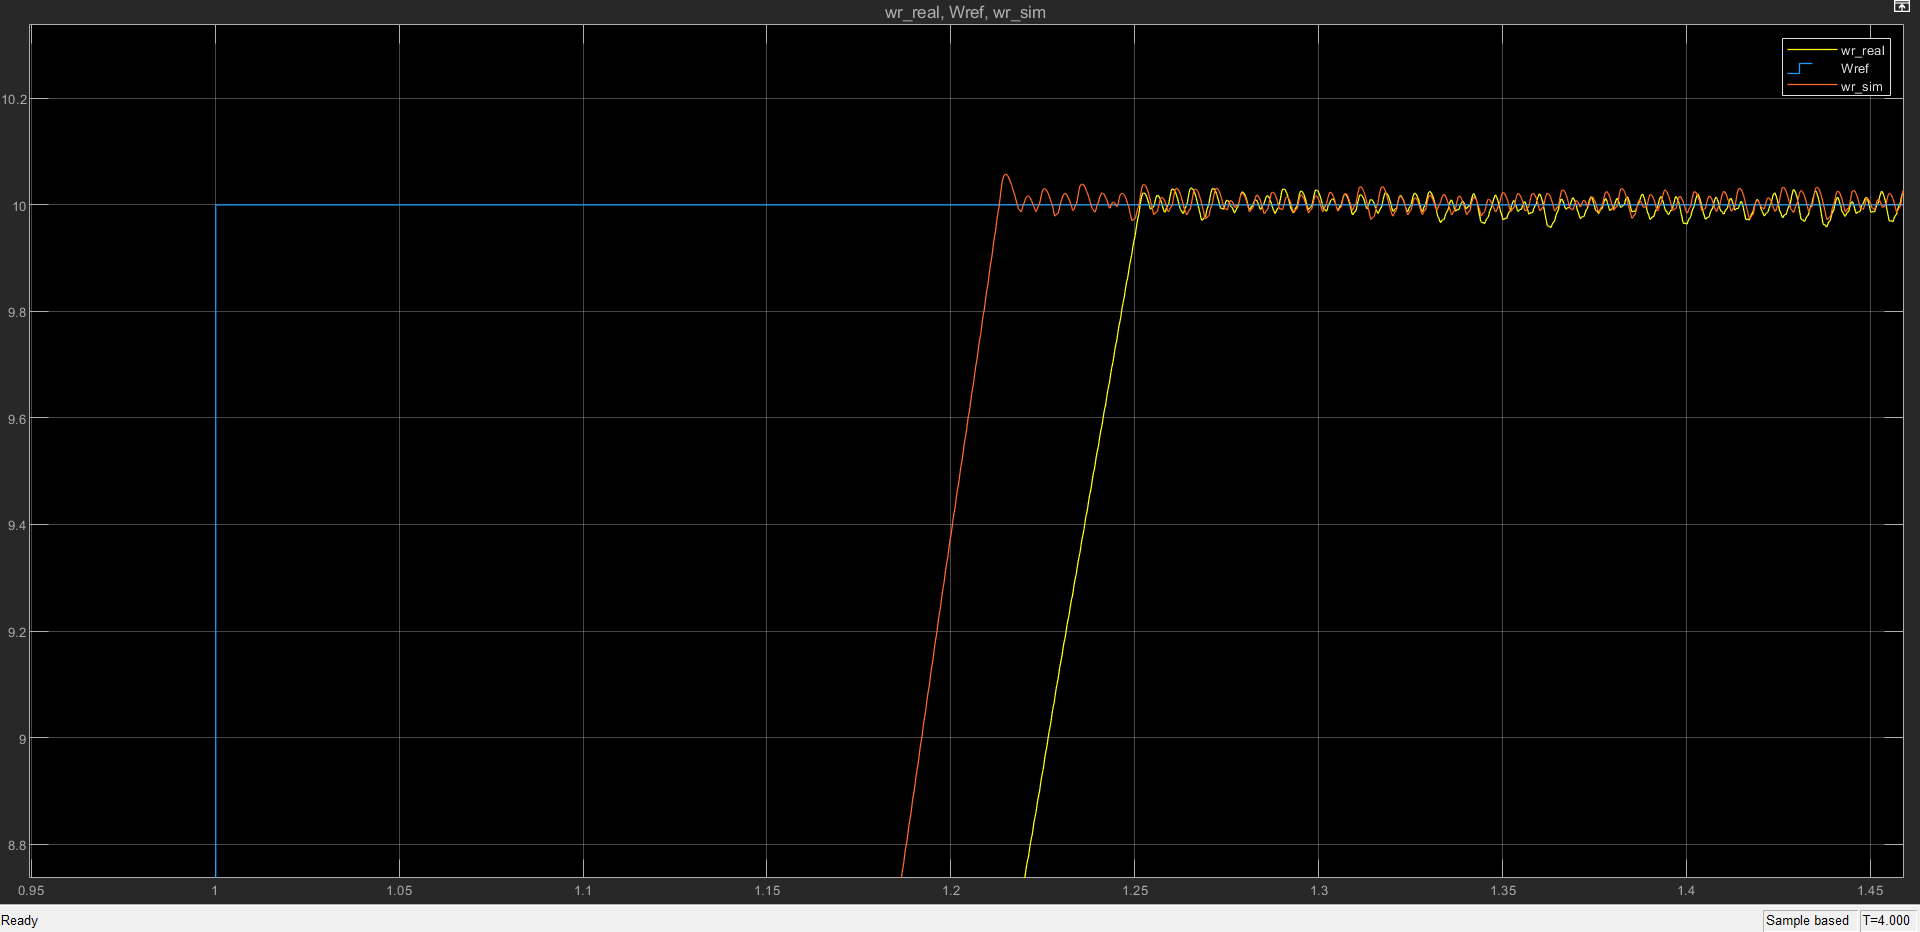 wr_real, Wref, wr_sim
wr_real
Wref
wr_sim
10.2
10
9.8
9.6
9.4
9.2
9
8.8
0.95 1 1.05 1.1 1.15 1.2 1.25 1.3 1.35 1.4 1.45
Ready Sample based T=4.000